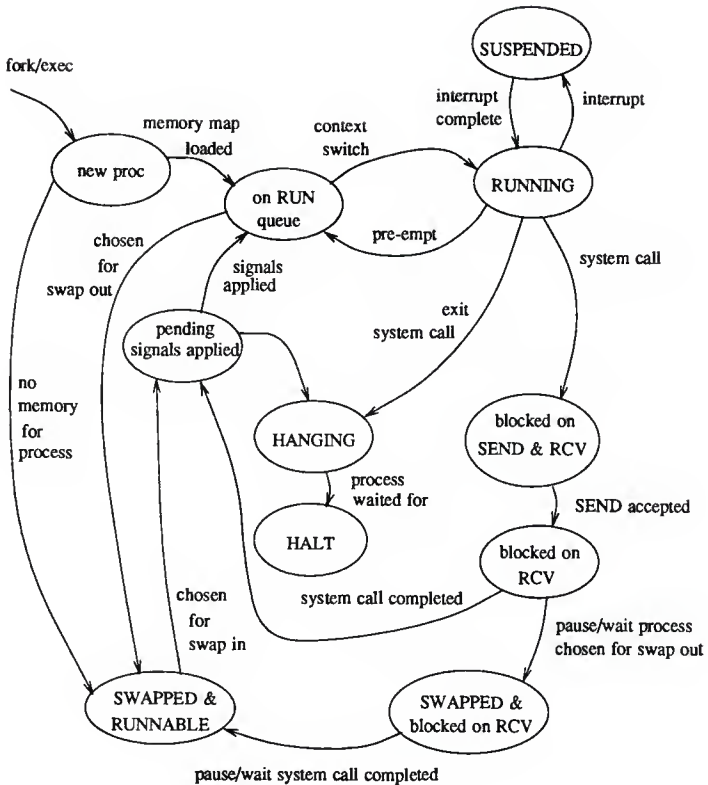 SUSPENDED
fork/exec
interrupt
complete
interrupt
memory map
loaded
context
switch
new proc
on RUN
queue
RUNNING
chosen
for
swap out
pre-empt
signals
applied
system call
pending
signals applied
exit
system call
no
memory
for
process
HANGING
blocked on
SEND & RCV
process
waited for
SEND accepted
HALT
blocked on
RCV
chosen
for
swap in
system call completed
pause/wait process
chosen for swap out
SWAPPED &
RUNNABLE
SWAPPED &
blocked on RCV
pause/wait system call completed